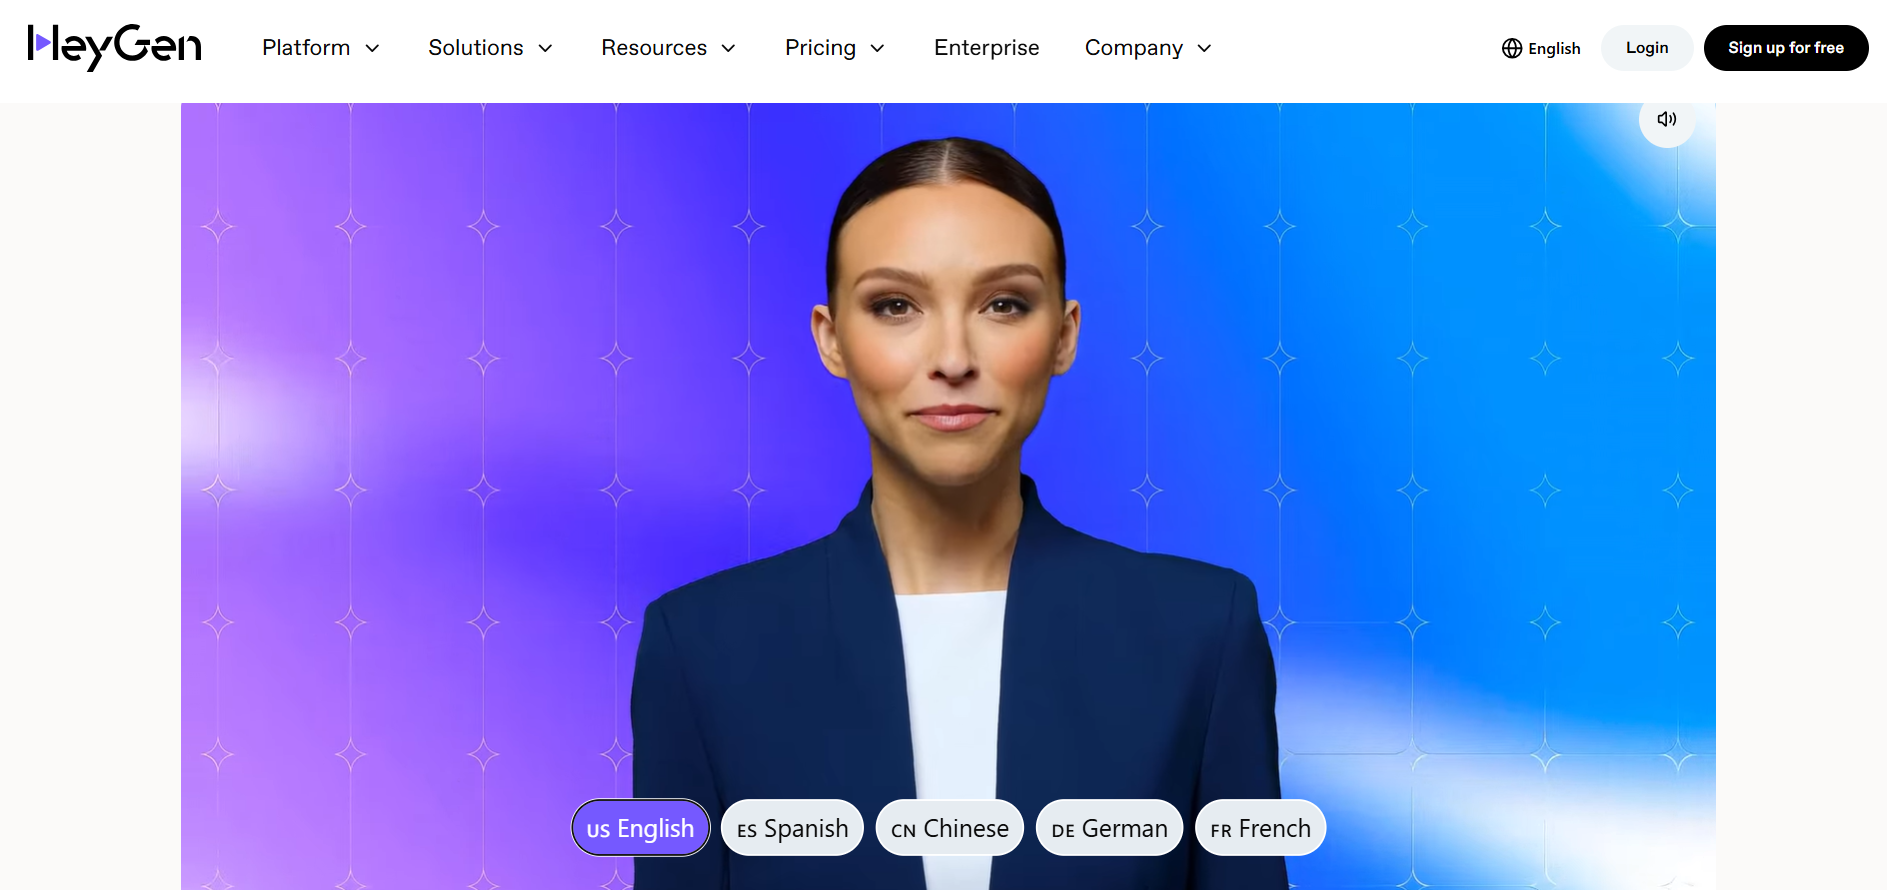 HeyGen
Platform
Solutions
Resources
Pricing
Enterprise
Company
English
Login
Sign up for free
US English
ES Spanish
CN Chinese
DE German
FR French